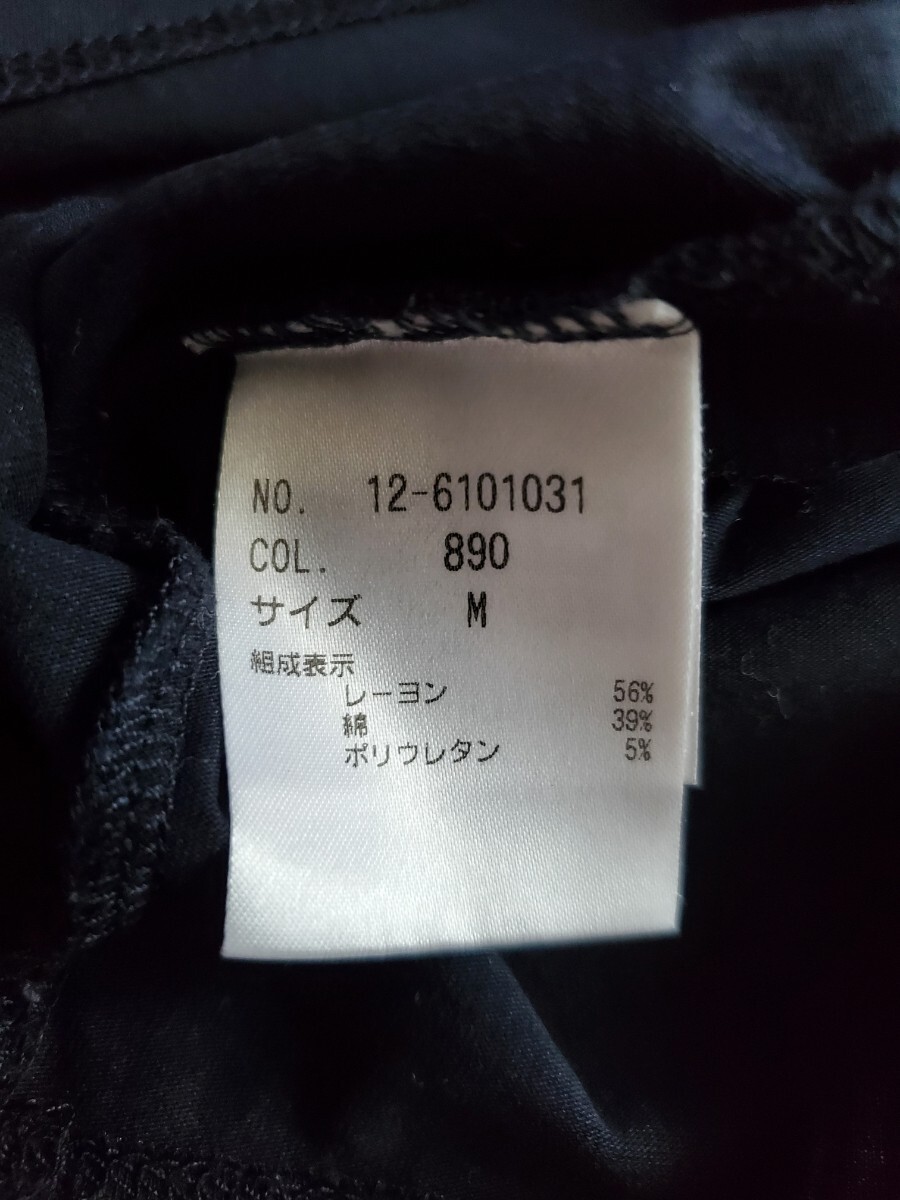 NO. 12-6101031
COL. 890
サイズ M
組成表示
レーヨン 56%
綿 39%
ポリウレタン 5%